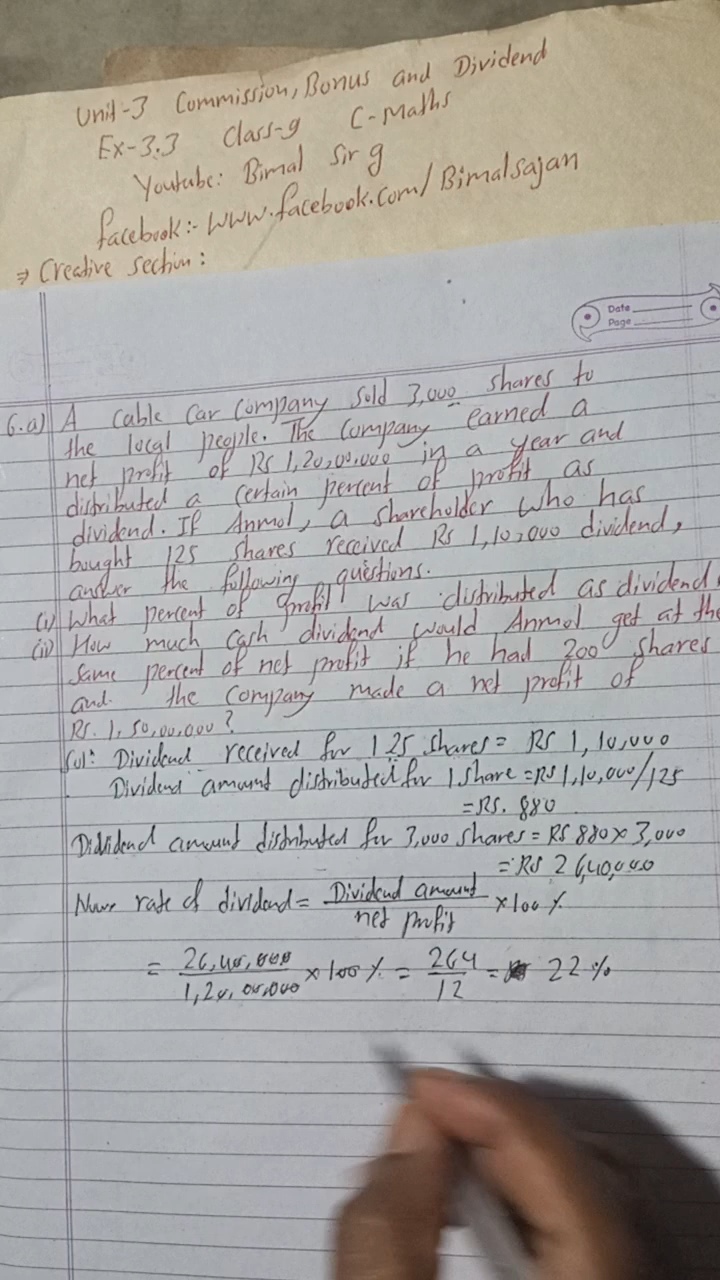 Unit-3 Commission, Bonus and Dividend
Ex-3.3 Class-9 C-Maths
Youtube: Bimal Sir g
facebook:- www.facebook.com/Bimalsajan
⇒ Creative section:
Date
Page
6.a) A Cable Car Company sold 3,000 shares to
the local people. The Company earned a
net profit of Rs 1,20,00,000 in a year and
distributed a certain percent of profit as
dividend. If Anmol, a shareholder who has
bought 125 shares received Rs 1,10,000 dividend,
answer the following questions.
(i) What percent of profit was distributed as dividend
(ii) How much cash dividend would Anmol get at the
same percent of net profit if he had 200 shares
and the company made a net profit of
Rs. 1,50,00,000?
Sol: Dividend received for 125 shares = Rs 1,10,000
Dividend amount distributed for 1 share = Rs 1,10,000/125
= Rs. 880
Dividend amount distributed for 3,000 shares = Rs 880 × 3,000
= Rs 26,40,000
Now rate of dividend = Dividend amount / net profit × 100 %
= 26,40,000 / 1,20,00,000 × 100 % = 264 / 12 = 22 %